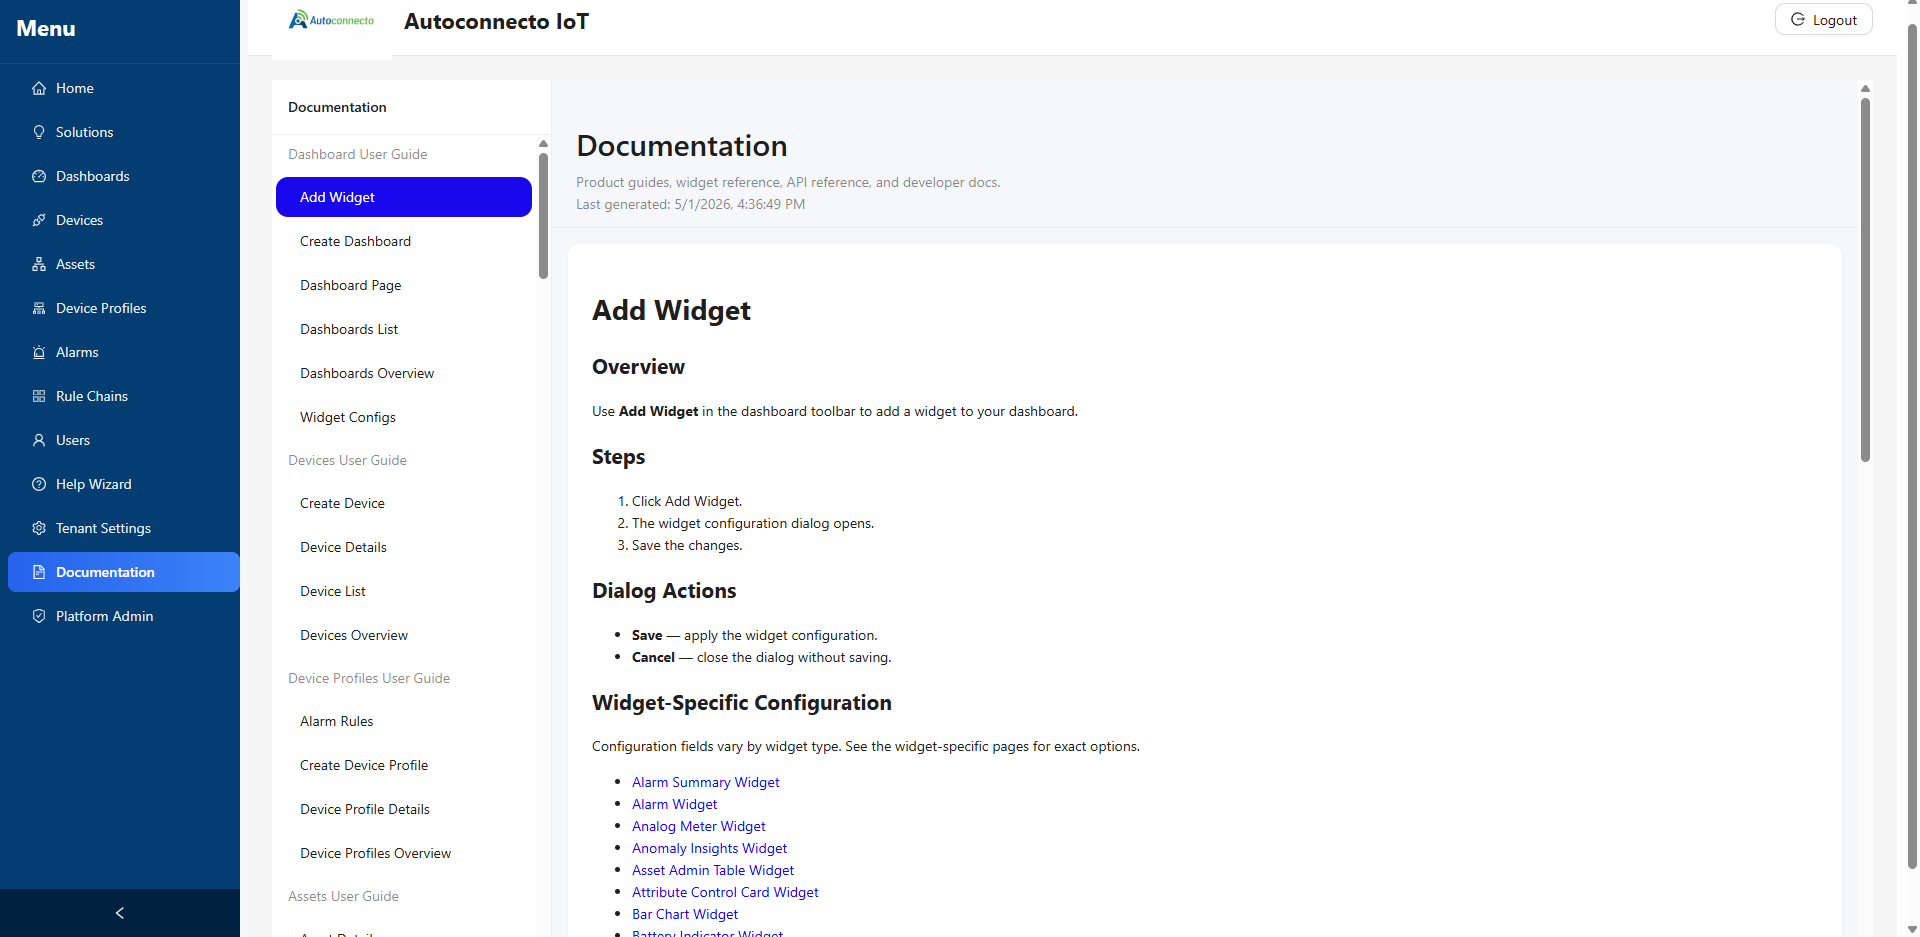 Menu
Home
Solutions
Dashboards
Devices
Assets
Device Profiles
Alarms
Rule Chains
Users
Help Wizard
Tenant Settings
Documentation
Platform Admin
Autoconnecto
Autoconnecto IoT
Logout
Documentation
Dashboard User Guide
Add Widget
Create Dashboard
Dashboard Page
Dashboards List
Dashboards Overview
Widget Configs
Devices User Guide
Create Device
Device Details
Device List
Devices Overview
Device Profiles User Guide
Alarm Rules
Create Device Profile
Device Profile Details
Device Profiles Overview
Assets User Guide
Documentation
Product guides, widget reference, API reference, and developer docs.
Last generated: 5/1/2026, 4:36:49 PM
Add Widget
Overview
Use Add Widget in the dashboard toolbar to add a widget to your dashboard.
Steps
1. Click Add Widget.
2. The widget configuration dialog opens.
3. Save the changes.
Dialog Actions
• Save — apply the widget configuration.
• Cancel — close the dialog without saving.
Widget-Specific Configuration
Configuration fields vary by widget type. See the widget-specific pages for exact options.
• Alarm Summary Widget
• Alarm Widget
• Analog Meter Widget
• Anomaly Insights Widget
• Asset Admin Table Widget
• Attribute Control Card Widget
• Bar Chart Widget
• Battery Indicator Widget